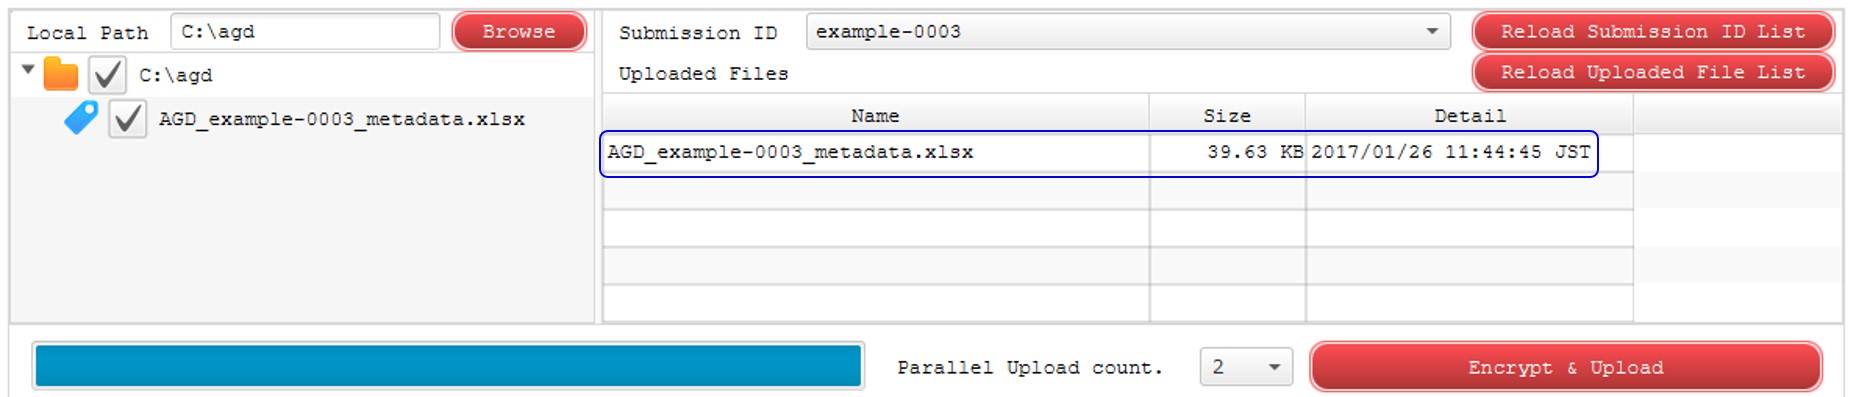 Local Path C:\agd Browse
C:\agd
AGD_example-0003_metadata.xlsx
Submission ID example-0003 Reload Submission ID List
Uploaded Files Reload Uploaded File List
Name Size Detail
AGD_example-0003_metadata.xlsx 39.63 KB 2017/01/26 11:44:45 JST
Parallel Upload count. 2 Encrypt & Upload